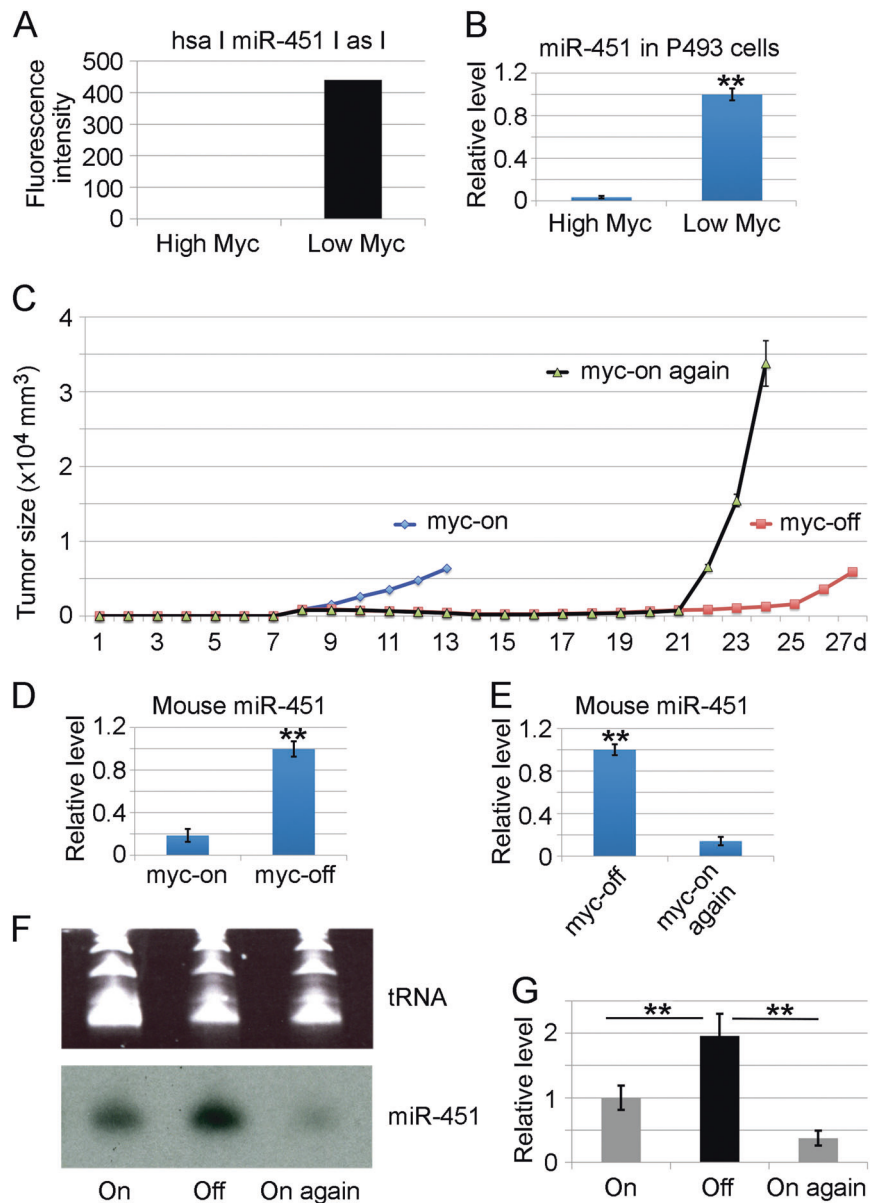 A
hsa I miR-451 I as I
Fluorescence
intensity
500
400
300
200
100
0
High Myc Low Myc
B
miR-451 in P493 cells
Relative level
1.2
0.8
0.4
0
**
High Myc Low Myc
C
Tumor size (x10⁴ mm³)
4
3
2
1
0
myc-on again
myc-on
myc-off
1 3 5 7 9 11 13 15 17 19 21 23 25 27d
D
Mouse miR-451
Relative level
1.2
0.8
0.4
0
**
myc-on myc-off
E
Mouse miR-451
Relative level
1.2
0.8
0.4
0
**
myc-off
myc-on
again
F
tRNA
miR-451
On Off On again
G
Relative level
2
1
0
** **
On Off On again